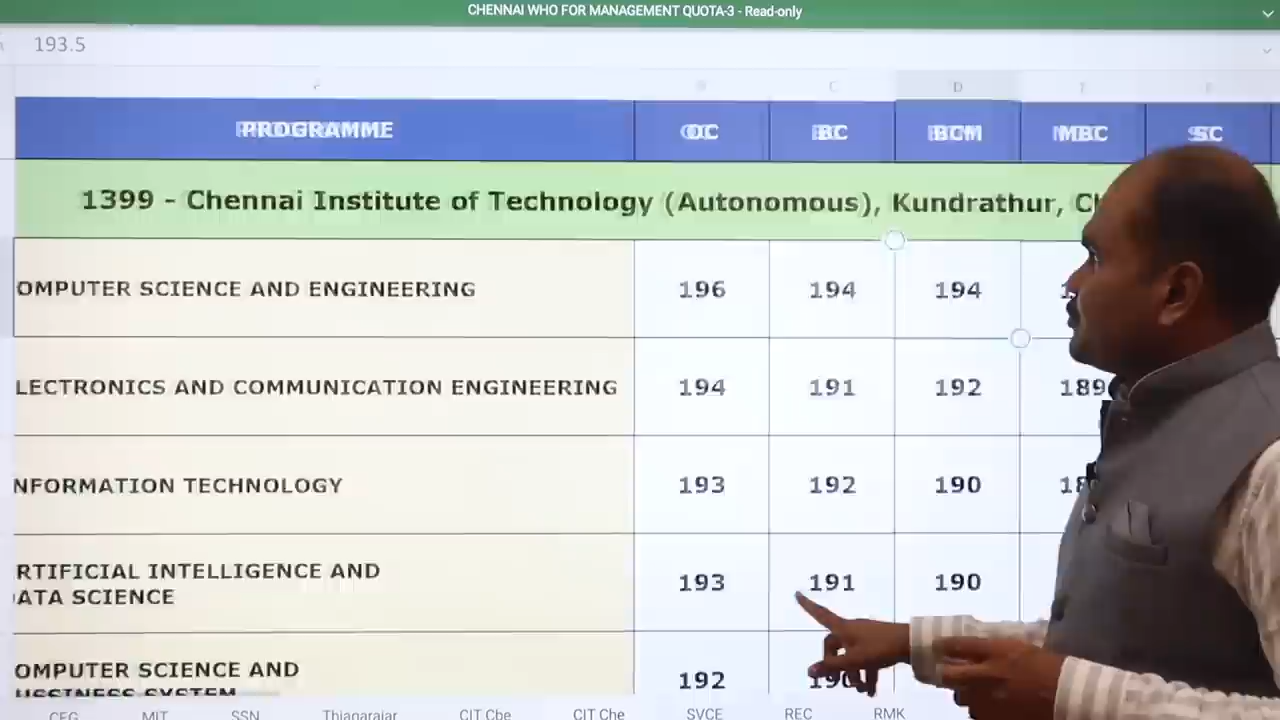 CHENNAI WHO FOR MANAGEMENT QUOTA-3 - Read-only
193.5
C D
PROGRAMME OC BC BCM MBC SC
1399 - Chennai Institute of Technology (Autonomous), Kundrathur,
OMPUTER SCIENCE AND ENGINEERING 196 194 194
LECTRONICS AND COMMUNICATION ENGINEERING 194 191 192 189
NFORMATION TECHNOLOGY 193 192 190
RTIFICIAL INTELLIGENCE AND
ATA SCIENCE 193 191 190
OMPUTER SCIENCE AND
USSINESS SYSTEM 192 190
CEG MIT SSN Thiagarajar CIT Cbe CIT Che SVCE REC RMK